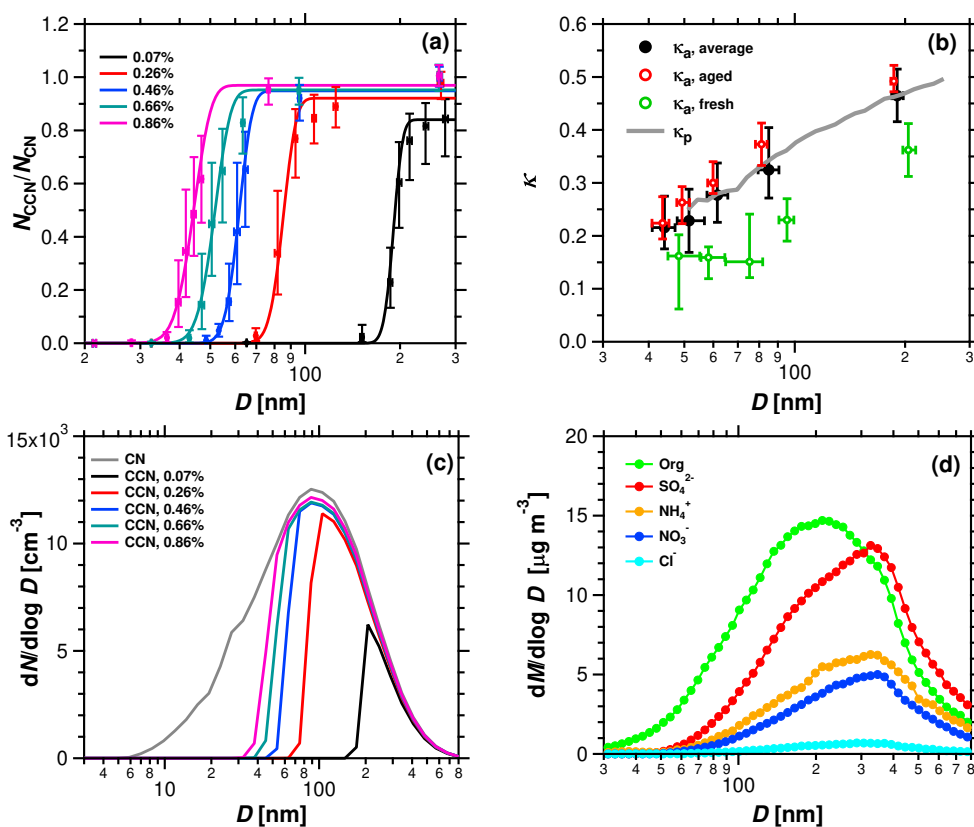 (a)
0.07%
0.26%
0.46%
0.66%
0.86%
N_CCN/N_CN
1.2
1.0
0.8
0.6
0.4
0.2
0.0
2 3 4 5 6 7 8 9 100 2 3
D [nm]
(b)
κa, average
κa, aged
κa, fresh
κp
κ
0.6
0.5
0.4
0.3
0.2
0.1
0.0
3 4 5 6 7 8 9 100 2 3
D [nm]
(c)
CN
CCN, 0.07%
CCN, 0.26%
CCN, 0.46%
CCN, 0.66%
CCN, 0.86%
dN/dlog D [cm⁻³]
15x10³
10
5
0
6 8 10 2 4 6 8 100 2 4 6 8
D [nm]
(d)
Org
SO₄²⁻
NH₄⁺
NO₃⁻
Cl⁻
dM/dlog D [μg m⁻³]
20
15
10
5
0
3 4 5 6 7 8 9 100 2 3 4 5 6 7 8
D [nm]